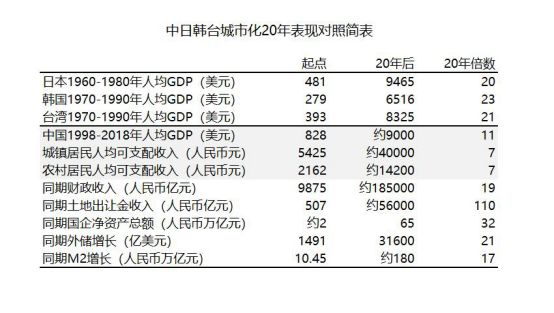 中日韩台城市化20年表现对照简表
起点 20年后 20年倍数
日本1960-1980年人均GDP（美元） 481 9465 20
韩国1970-1990年人均GDP（美元） 279 6516 23
台湾1970-1990年人均GDP（美元） 393 8325 21
中国1998-2018年人均GDP（美元） 828 约9000 11
城镇居民人均可支配收入（人民币元） 5425 约40000 7
农村居民人均可支配收入（人民币元） 2162 约14200 7
同期财政收入（人民币亿元） 9875 约185000 19
同期土地出让金收入（人民币亿元） 507 约56000 110
同期国企净资产总额（人民币万亿元） 约2 65 32
同期外储增长（亿美元） 1491 31600 21
同期M2增长（人民币万亿元） 10.45 约180 17